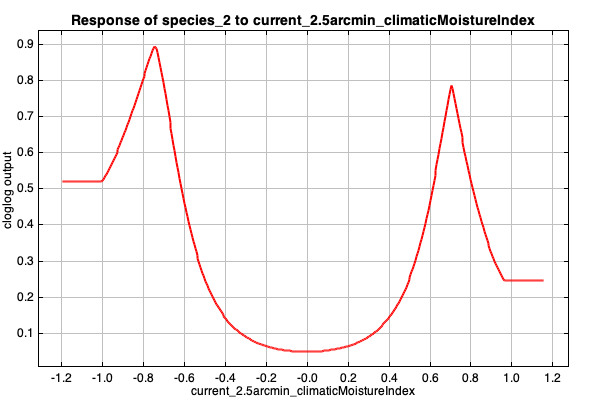 Response of species_2 to current_2.5arcmin_climaticMoistureIndex
0.9
0.8
0.7
0.6
0.5
0.4
0.3
0.2
0.1
cloglog output
-1.2 -1.0 -0.8 -0.6 -0.4 -0.2 -0.0 0.2 0.4 0.6 0.8 1.0 1.2
current_2.5arcmin_climaticMoistureIndex